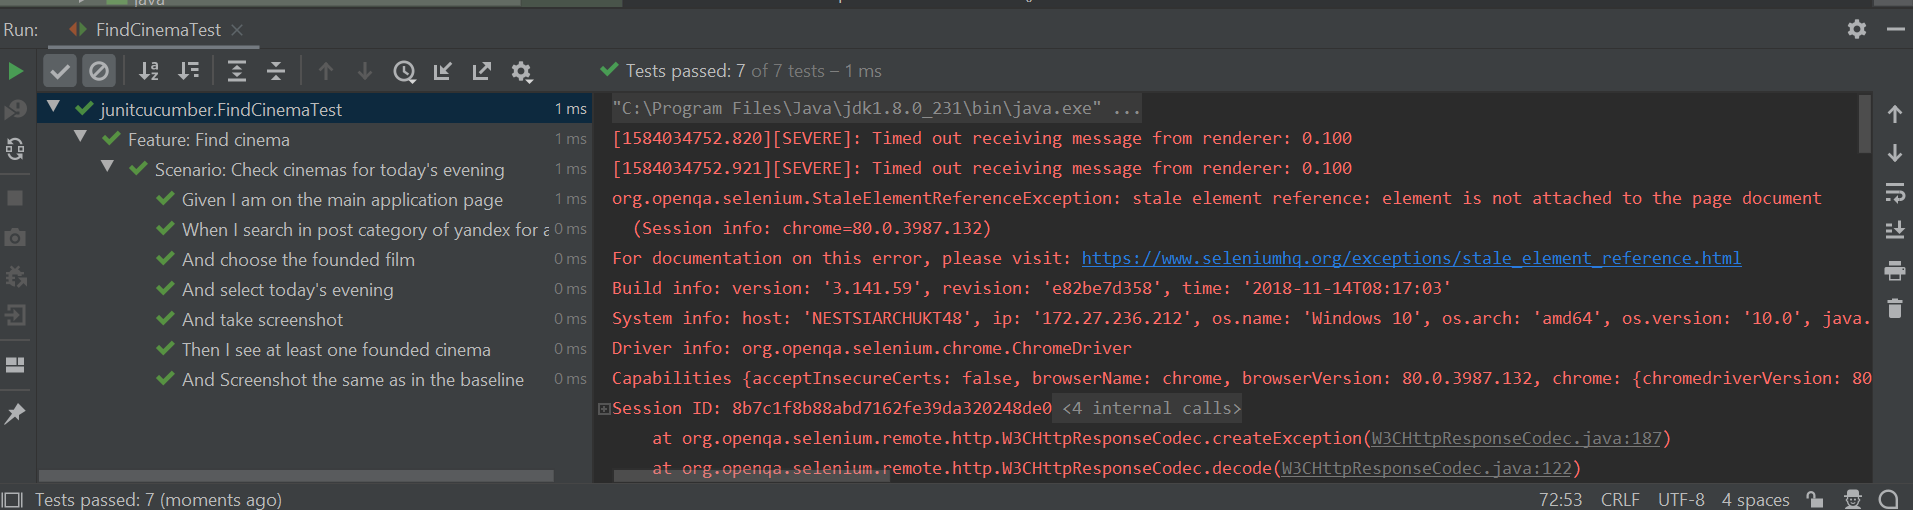 java
Run: FindCinemaTest
Tests passed: 7 of 7 tests – 1 ms
junitcucumber.FindCinemaTest 1 ms
Feature: Find cinema 1 ms
Scenario: Check cinemas for today's evening 1 ms
Given I am on the main application page 1 ms
When I search in post category of yandex for a 0 ms
And choose the founded film 0 ms
And select today's evening 0 ms
And take screenshot 0 ms
Then I see at least one founded cinema 0 ms
And Screenshot the same as in the baseline 0 ms
"C:\Program Files\Java\jdk1.8.0_231\bin\java.exe" ...
[1584034752.820][SEVERE]: Timed out receiving message from renderer: 0.100
[1584034752.921][SEVERE]: Timed out receiving message from renderer: 0.100
org.openqa.selenium.StaleElementReferenceException: stale element reference: element is not attached to the page document
(Session info: chrome=80.0.3987.132)
For documentation on this error, please visit: https://www.seleniumhq.org/exceptions/stale_element_reference.html
Build info: version: '3.141.59', revision: 'e82be7d358', time: '2018-11-14T08:17:03'
System info: host: 'NESTSIARCHUKT48', ip: '172.27.236.212', os.name: 'Windows 10', os.arch: 'amd64', os.version: '10.0', java.
Driver info: org.openqa.selenium.chrome.ChromeDriver
Capabilities {acceptInsecureCerts: false, browserName: chrome, browserVersion: 80.0.3987.132, chrome: {chromedriverVersion: 80
Session ID: 8b7c1f8b88abd7162fe39da320248de0 <4 internal calls>
at org.openqa.selenium.remote.http.W3CHttpResponseCodec.createException(W3CHttpResponseCodec.java:187)
at org.openqa.selenium.remote.http.W3CHttpResponseCodec.decode(W3CHttpResponseCodec.java:122)
Tests passed: 7 (moments ago)
72:53 CRLF UTF-8 4 spaces